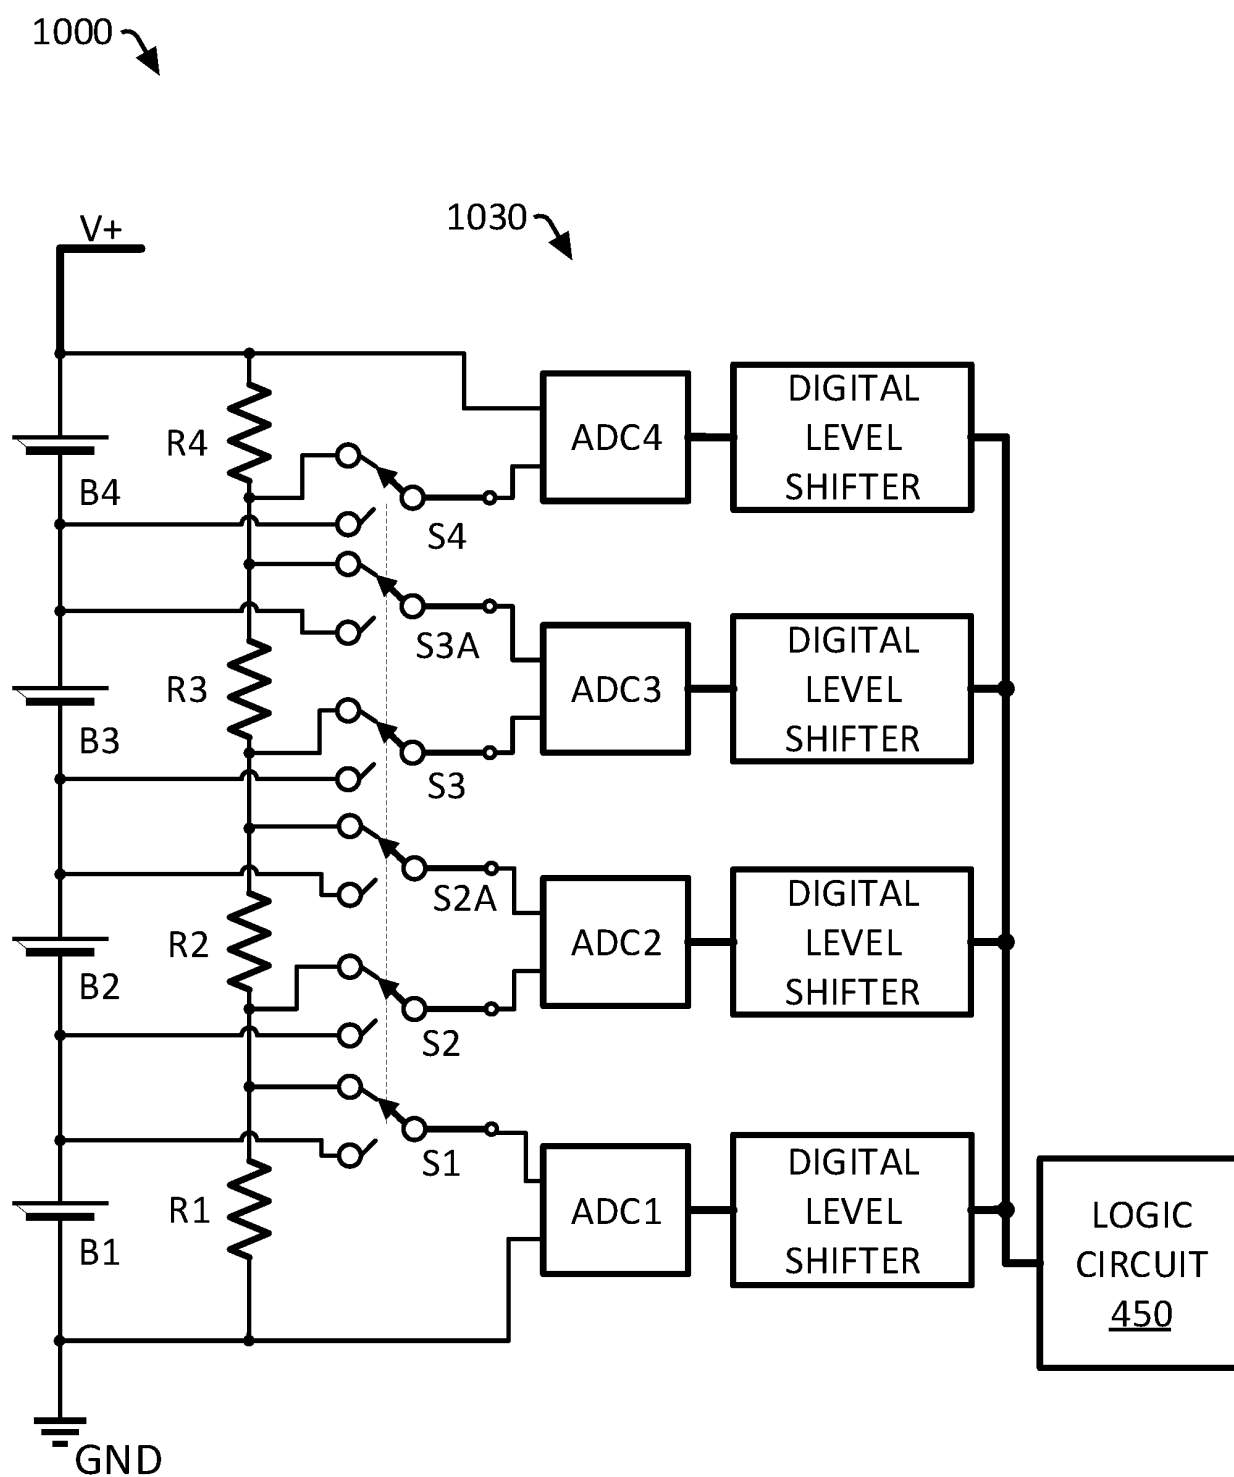 1000
1030
V+
R4
B4
S4
ADC4
DIGITAL
LEVEL
SHIFTER
S3A
R3
B3
S3
ADC3
DIGITAL
LEVEL
SHIFTER
S2A
R2
B2
S2
ADC2
DIGITAL
LEVEL
SHIFTER
S1
R1
B1
ADC1
DIGITAL
LEVEL
SHIFTER
LOGIC
CIRCUIT
450
GND